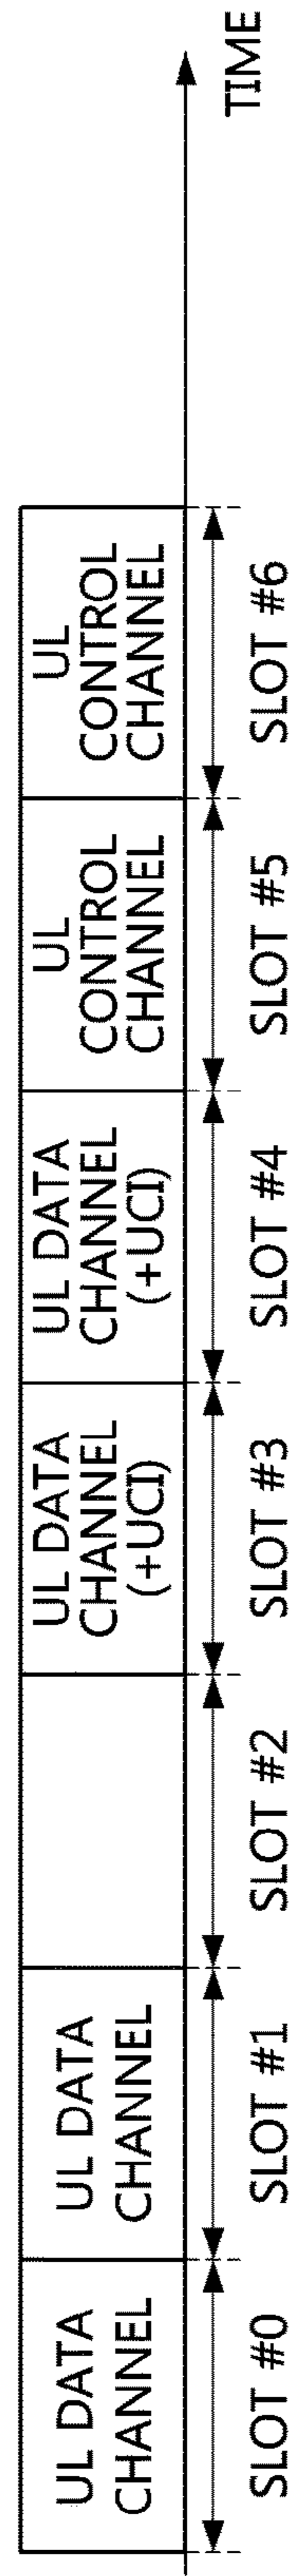 UL DATA
CHANNEL
UL DATA
CHANNEL
UL DATA
CHANNEL
(+UCI)
UL DATA
CHANNEL
(+UCI)
UL
CONTROL
CHANNEL
UL
CONTROL
CHANNEL
SLOT #0
SLOT #1
SLOT #2
SLOT #3
SLOT #4
SLOT #5
SLOT #6
TIME